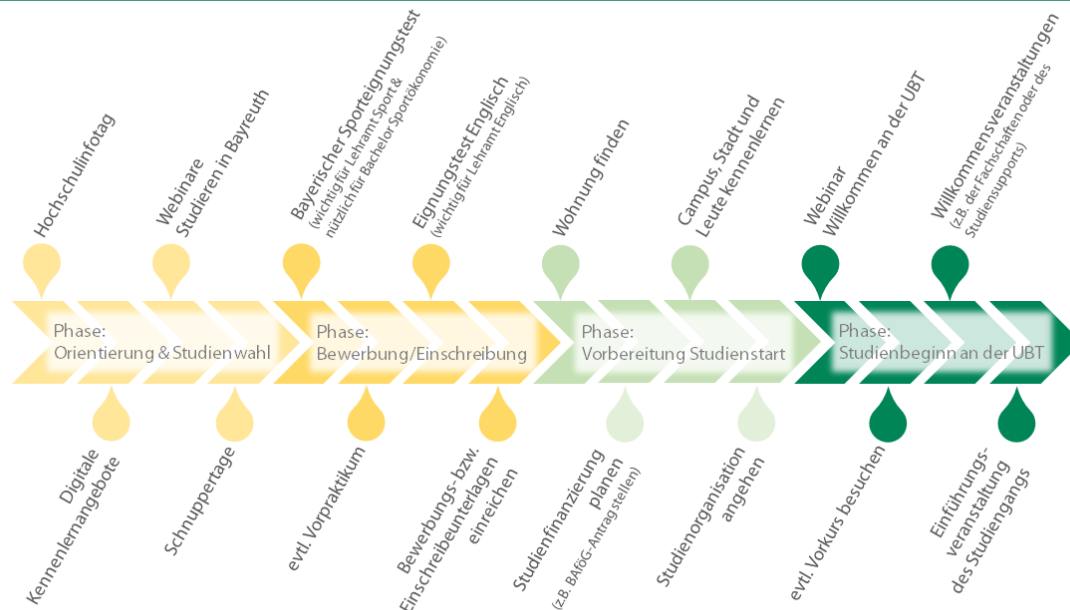 Hochschulinfotag
Webinare
Studieren in Bayreuth
Bayerischer Sporteignungstest
(wichtig für Lehramt Sport &
nützlich für Bachelor Sportökonomie)
Eignungstest Englisch
(wichtig für Lehramt Englisch)
Wohnung finden
Campus, Stadt und
Leute kennenlernen
Webinar
Willkommen an der UBT
Willkommensveranstaltungen
(z.B. der Fachschaften oder des
Studiensupports)
Phase:
Orientierung & Studienwahl
Phase:
Bewerbung/Einschreibung
Phase:
Vorbereitung Studienstart
Phase:
Studienbeginn an der UBT
Digitale
Kennenlernangebote
Schnuppertage
evtl. Vorpraktikum
Bewerbungs- bzw.
Einschreibeunterlagen
einreichen
Studienfinanzierung
planen
(z.B. BAföG-Antrag stellen)
Studienorganisation
angehen
evtl. Vorkurs besuchen
Einführungs-
veranstaltung
des Studiengangs